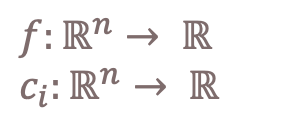 f: ℝⁿ → ℝ
cᵢ: ℝⁿ → ℝ